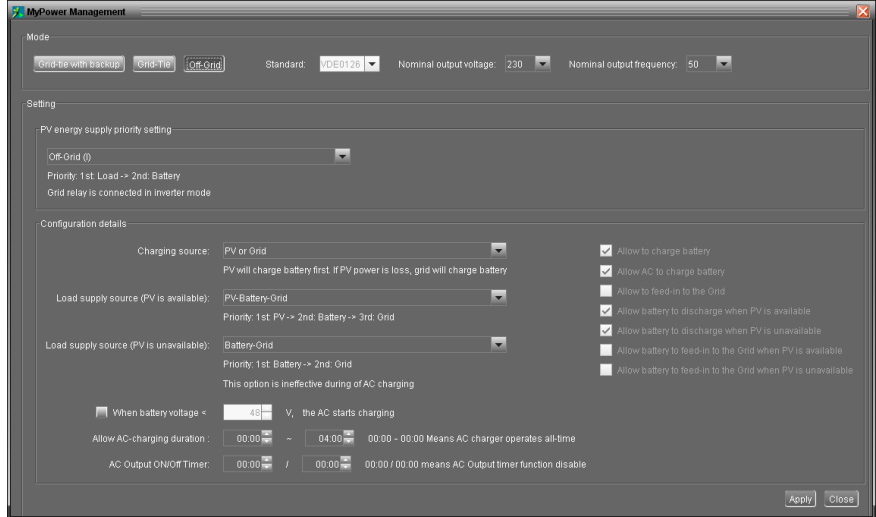 MyPower Management
Mode
Grid-tie with backup Grid-Tie Off-Grid Standard: VDE0126 Nominal output voltage: 230 Nominal output frequency: 50
Setting
PV energy supply priority setting
Off-Grid (I)
Priority: 1st: Load -> 2nd: Battery
Grid relay is connected in inverter mode
Configuration details
Charging source: PV or Grid
PV will charge battery first. If PV power is loss, grid will charge battery
Load supply source (PV is available): PV-Battery-Grid
Priority: 1st: PV -> 2nd: Battery -> 3rd: Grid
Load supply source (PV is unavailable): Battery-Grid
Priority: 1st: Battery -> 2nd: Grid
This option is ineffective during of AC charging
When battery voltage < 48 V, the AC starts charging
Allow AC-charging duration : 00:00 ~ 04:00 00:00 - 00:00 Means AC charger operates all-time
AC Output ON/Off Timer: 00:00 / 00:00 00:00 / 00:00 means AC Output timer function disable
Allow to charge battery
Allow AC to charge battery
Allow to feed-in to the Grid
Allow battery to discharge when PV is available
Allow battery to discharge when PV is unavailable
Allow battery to feed-in to the Grid when PV is available
Allow battery to feed-in to the Grid when PV is unavailable
Apply Close